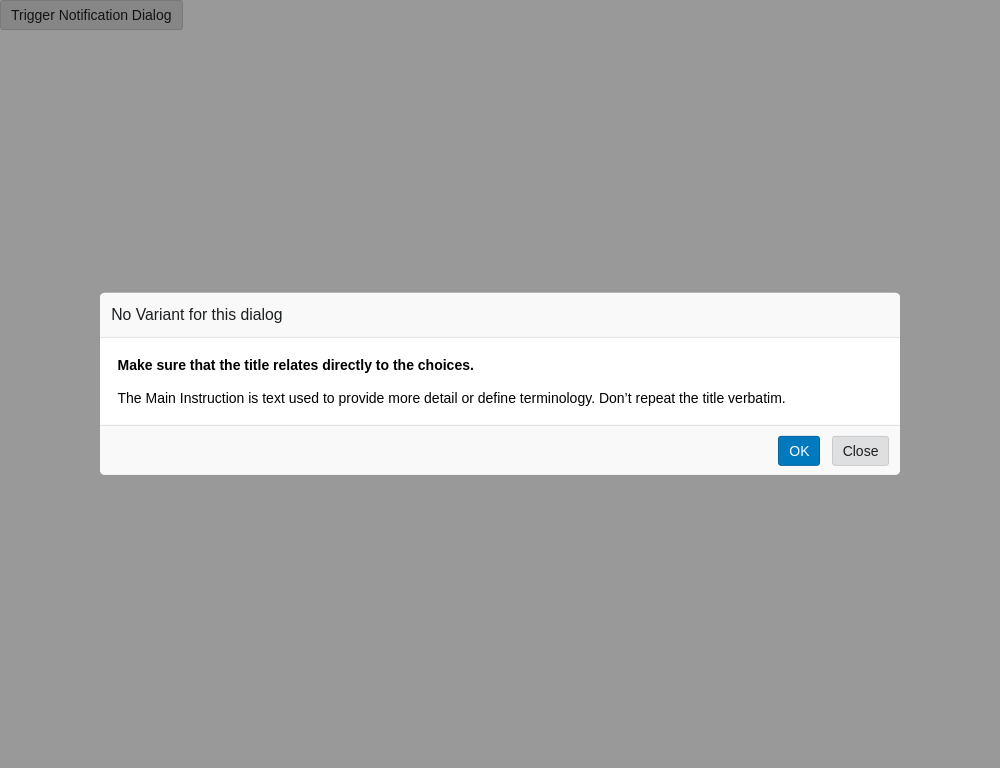 Trigger Notification Dialog
No Variant for this dialog
Make sure that the title relates directly to the choices.
The Main Instruction is text used to provide more detail or define terminology. Don’t repeat the title verbatim.
OK
Close